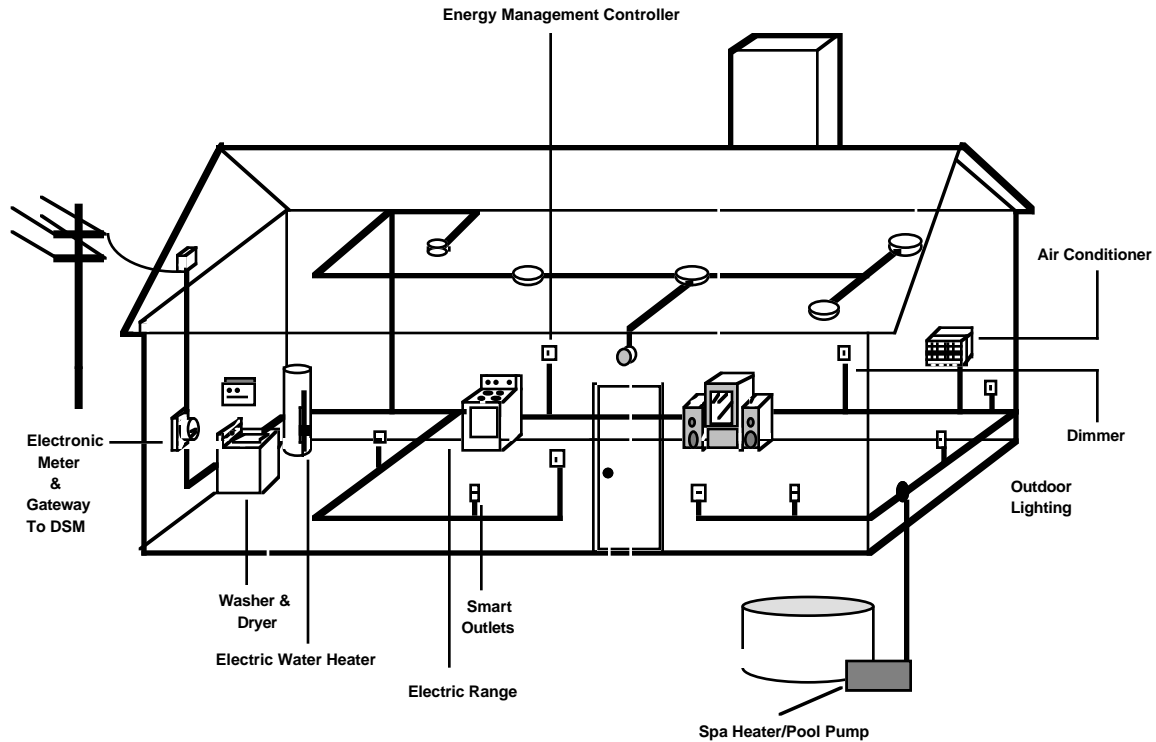 Energy Management Controller
Air Conditioner
Dimmer
Electronic
Meter
&
Gateway
To DSM
Outdoor
Lighting
Washer &
Dryer
Smart
Outlets
Electric Water Heater
Electric Range
Spa Heater/Pool Pump